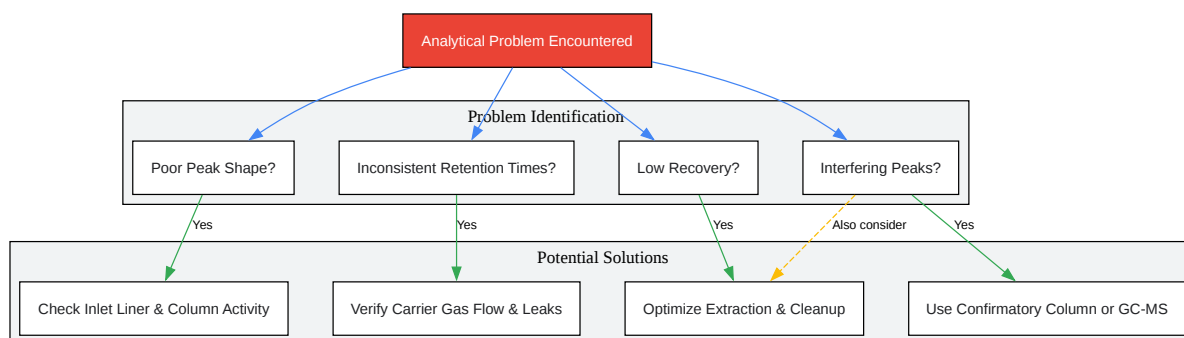 Analytical Problem Encountered
Problem Identification
Poor Peak Shape?
Inconsistent Retention Times?
Low Recovery?
Interfering Peaks?
Yes
Yes
Yes
Also consider
Yes
Potential Solutions
Check Inlet Liner & Column Activity
Verify Carrier Gas Flow & Leaks
Optimize Extraction & Cleanup
Use Confirmatory Column or GC-MS